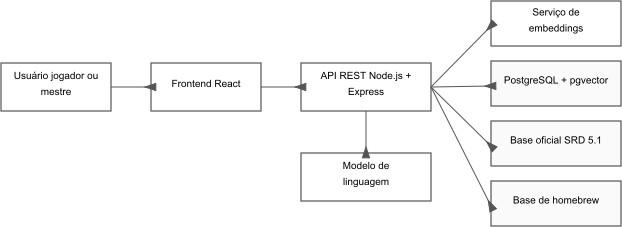 Usuário jogador ou
mestre
Frontend React
API REST Node.js +
Express
Modelo de
linguagem
Serviço de
embeddings
PostgreSQL + pgvector
Base oficial SRD 5.1
Base de homebrew